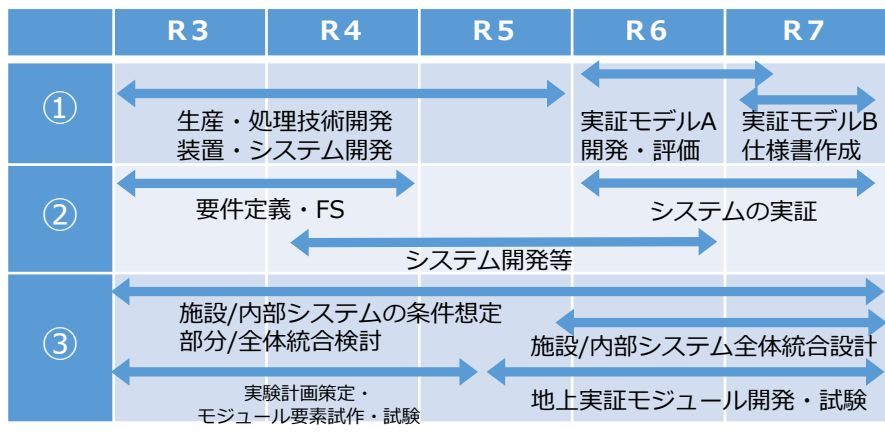 R3 R4 R5 R6 R7
①
生産・処理技術開発
装置・システム開発
実証モデルA
開発・評価
実証モデルB
仕様書作成
②
要件定義・FS
システムの実証
システム開発等
③
施設/内部システムの条件想定
部分/全体統合検討
施設/内部システム全体統合設計
実験計画策定・
モジュール要素試作・試験
地上実証モジュール開発・試験